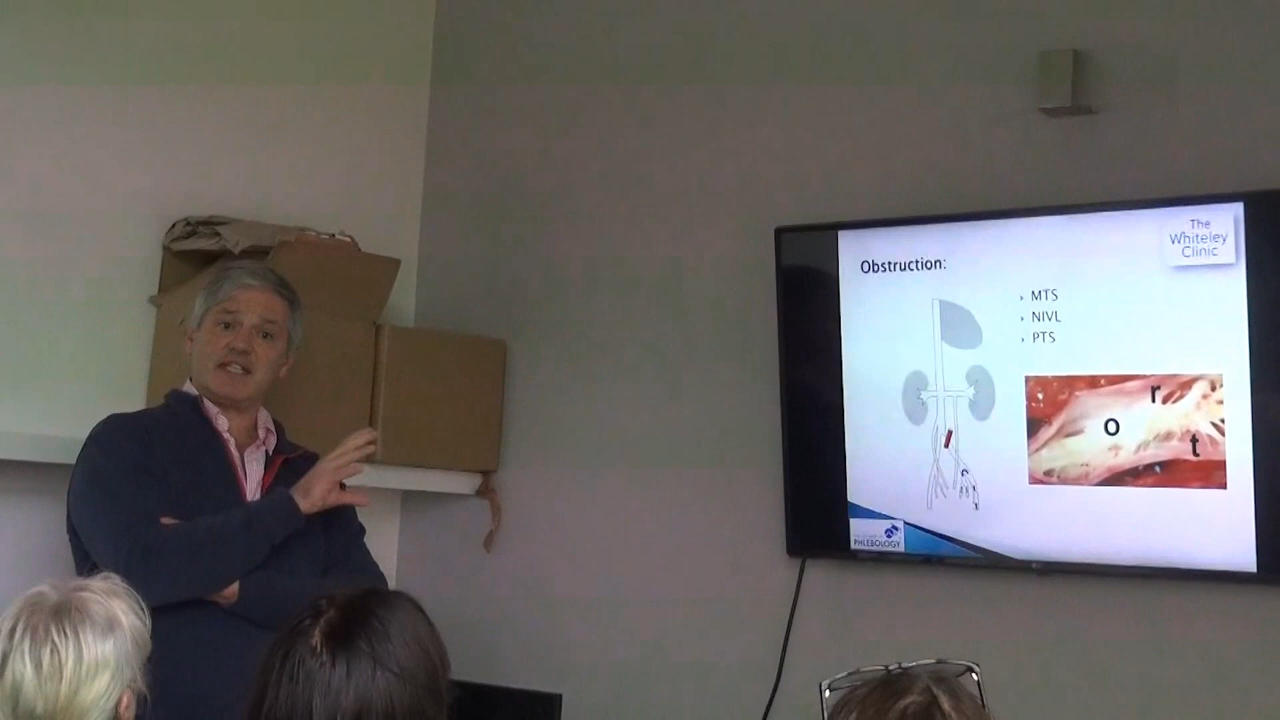 The
Whiteley
Clinic
Obstruction:
› MTS
› NIVL
› PTS
r
o
t
PHLEBOLOGY